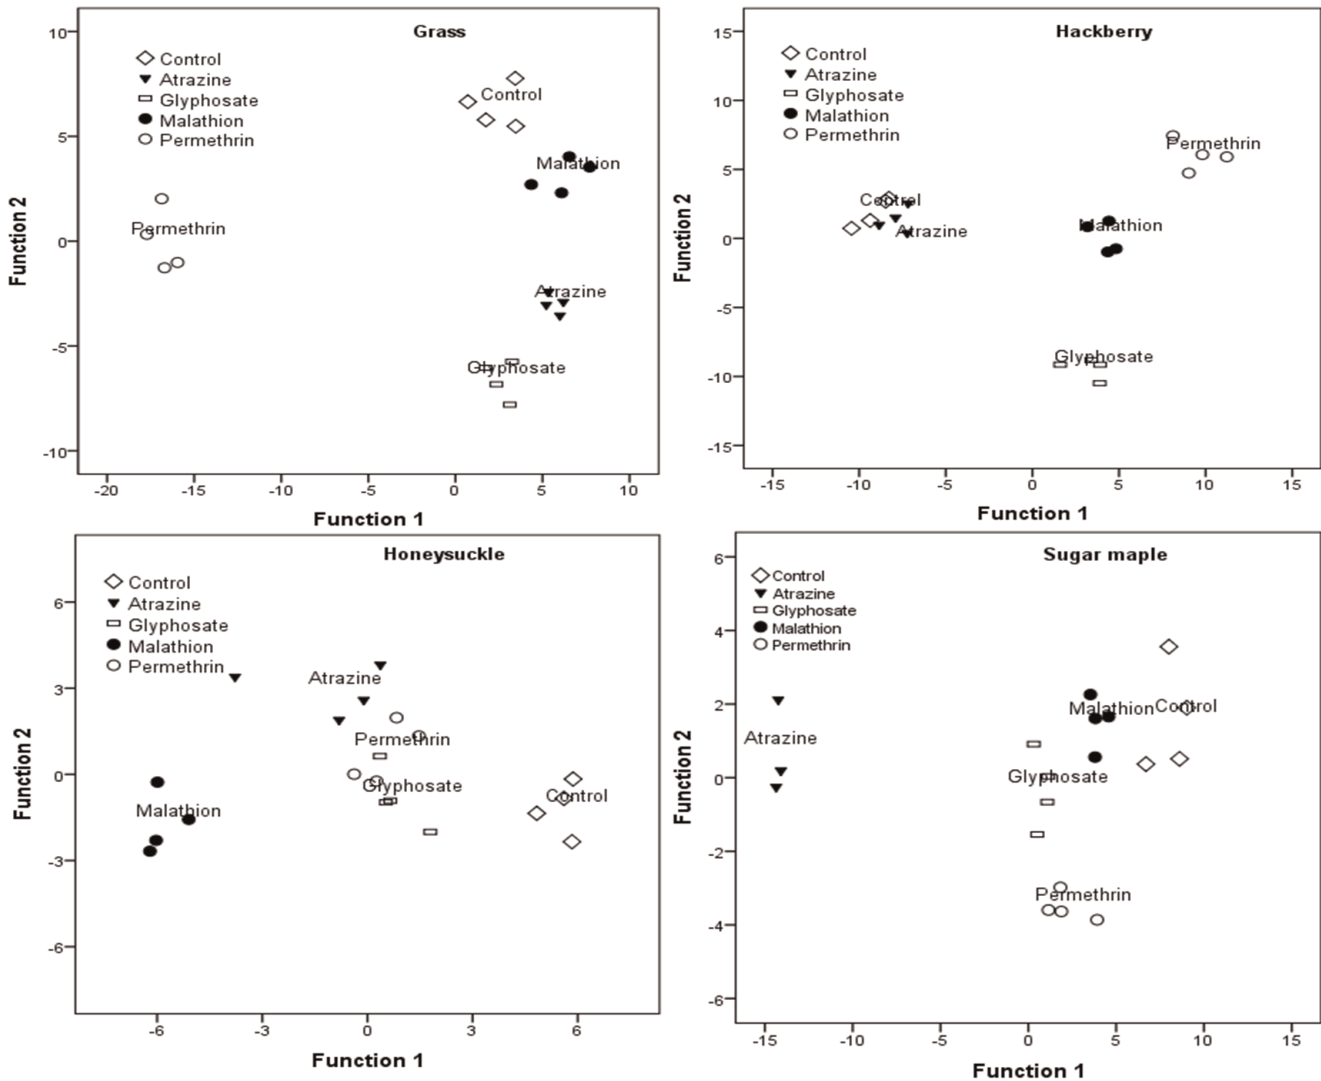 Grass
10
5
0
-5
-10
Function 2
Control
Atrazine
Glyphosate
Malathion
Permethrin
Control
Malathion
Permethrin
Atrazine
Glyphosate
-20 -15 -10 -5 0 5 10
Function 1
Hackberry
15
10
5
0
-5
-10
-15
Function 2
Control
Atrazine
Glyphosate
Malathion
Permethrin
Permethrin
Control
Malathion
Atrazine
Glyphosate
-15 -10 -5 0 5 10 15
Function 1
Honeysuckle
6
3
0
-3
-6
Function 2
Control
Atrazine
Glyphosate
Malathion
Permethrin
Atrazine
Permethrin
Glyphosate
Control
Malathion
-6 -3 0 3 6
Function 1
Sugar maple
6
4
2
0
-2
-4
-6
Function 2
Control
Atrazine
Glyphosate
Malathion
Permethrin
Malathion Control
Atrazine
Glyphosate
Permethrin
-15 -10 -5 0 5 10 15
Function 1